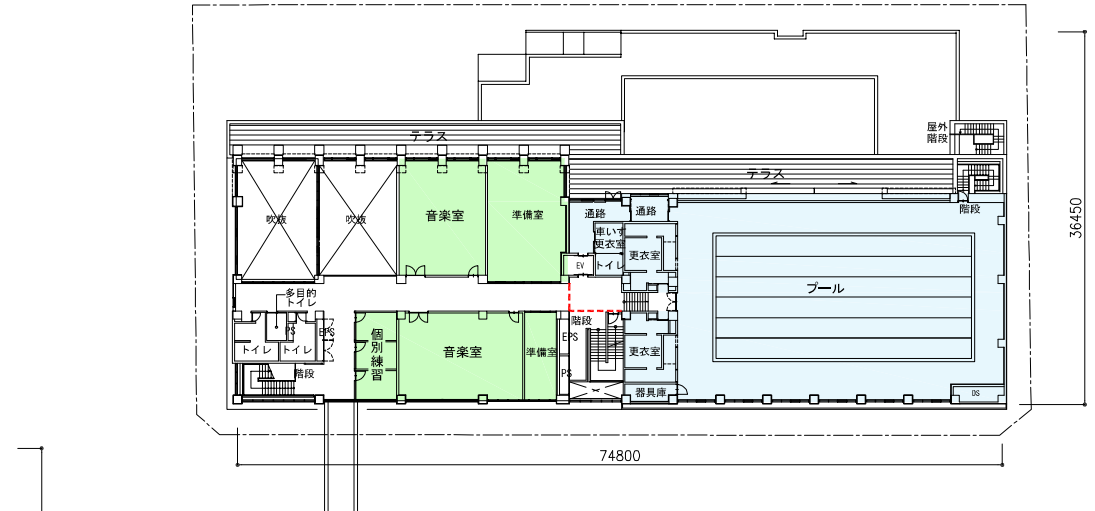 テラス
屋外
階段
テラス
階段
吹抜
吹抜
音楽室
準備室
通路
通路
車いす
更衣室
トイレ
EV
更衣室
プール
36450
多目的
トイレ
PS
EPS
トイレ
トイレ
階段
個別練習
音楽室
準備室
階段
EPS
PS
更衣室
器具庫
DS
74800